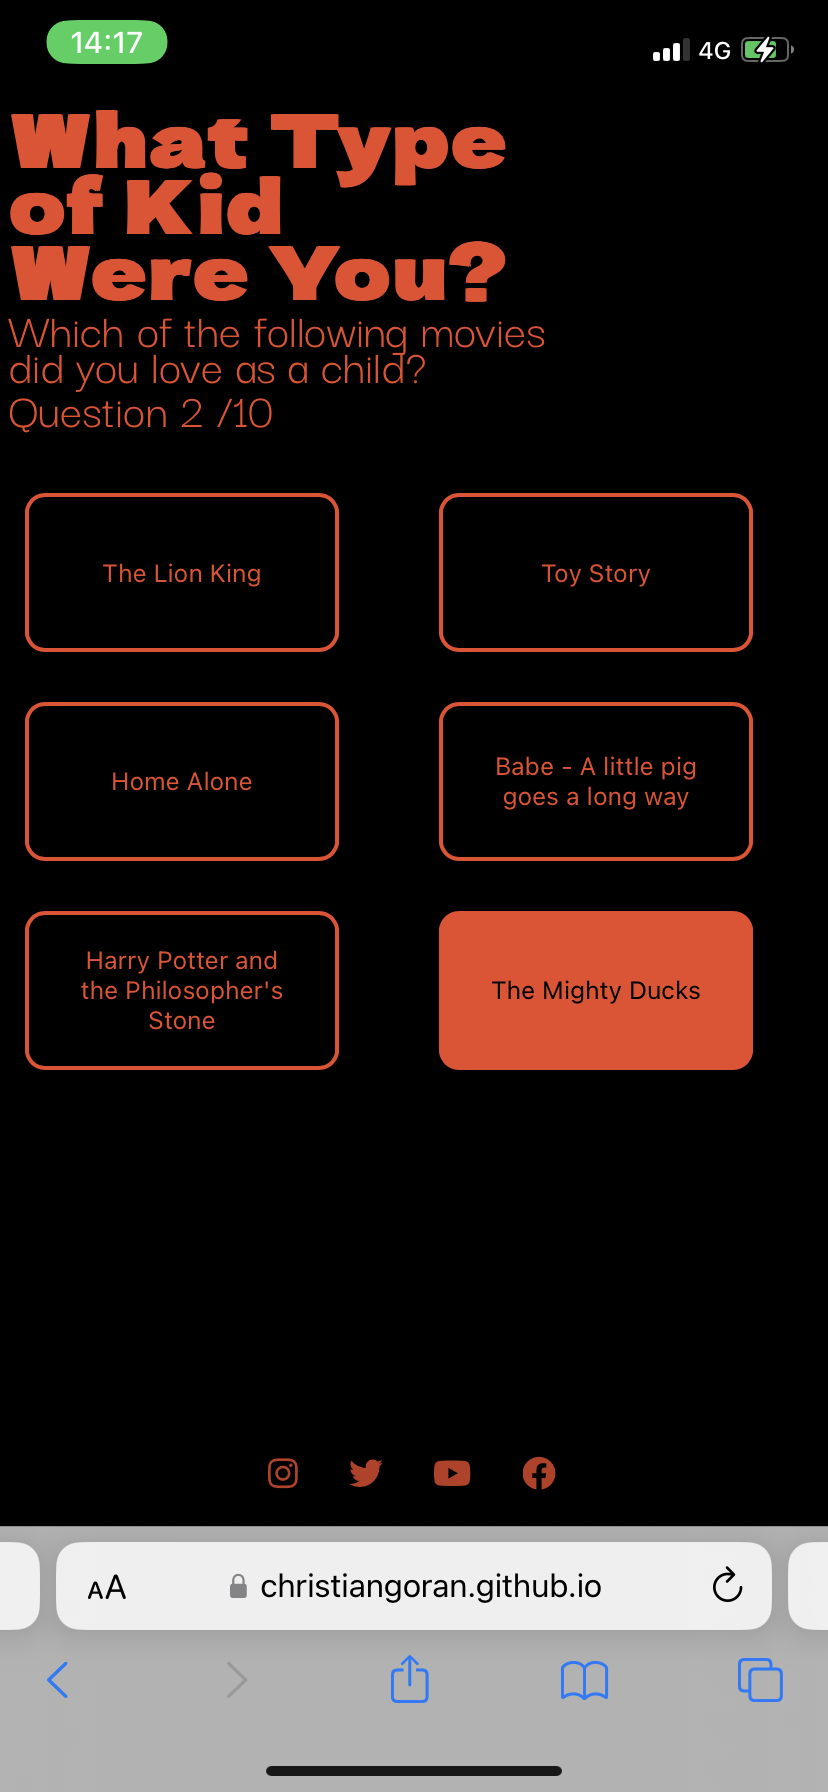 14:17
4G
What Type
of Kid
Were You?
Which of the following movies
did you love as a child?
Question 2 /10
The Lion King
Toy Story
Home Alone
Babe - A little pig
goes a long way
Harry Potter and
the Philosopher's
Stone
The Mighty Ducks
AA
christiangoran.github.io